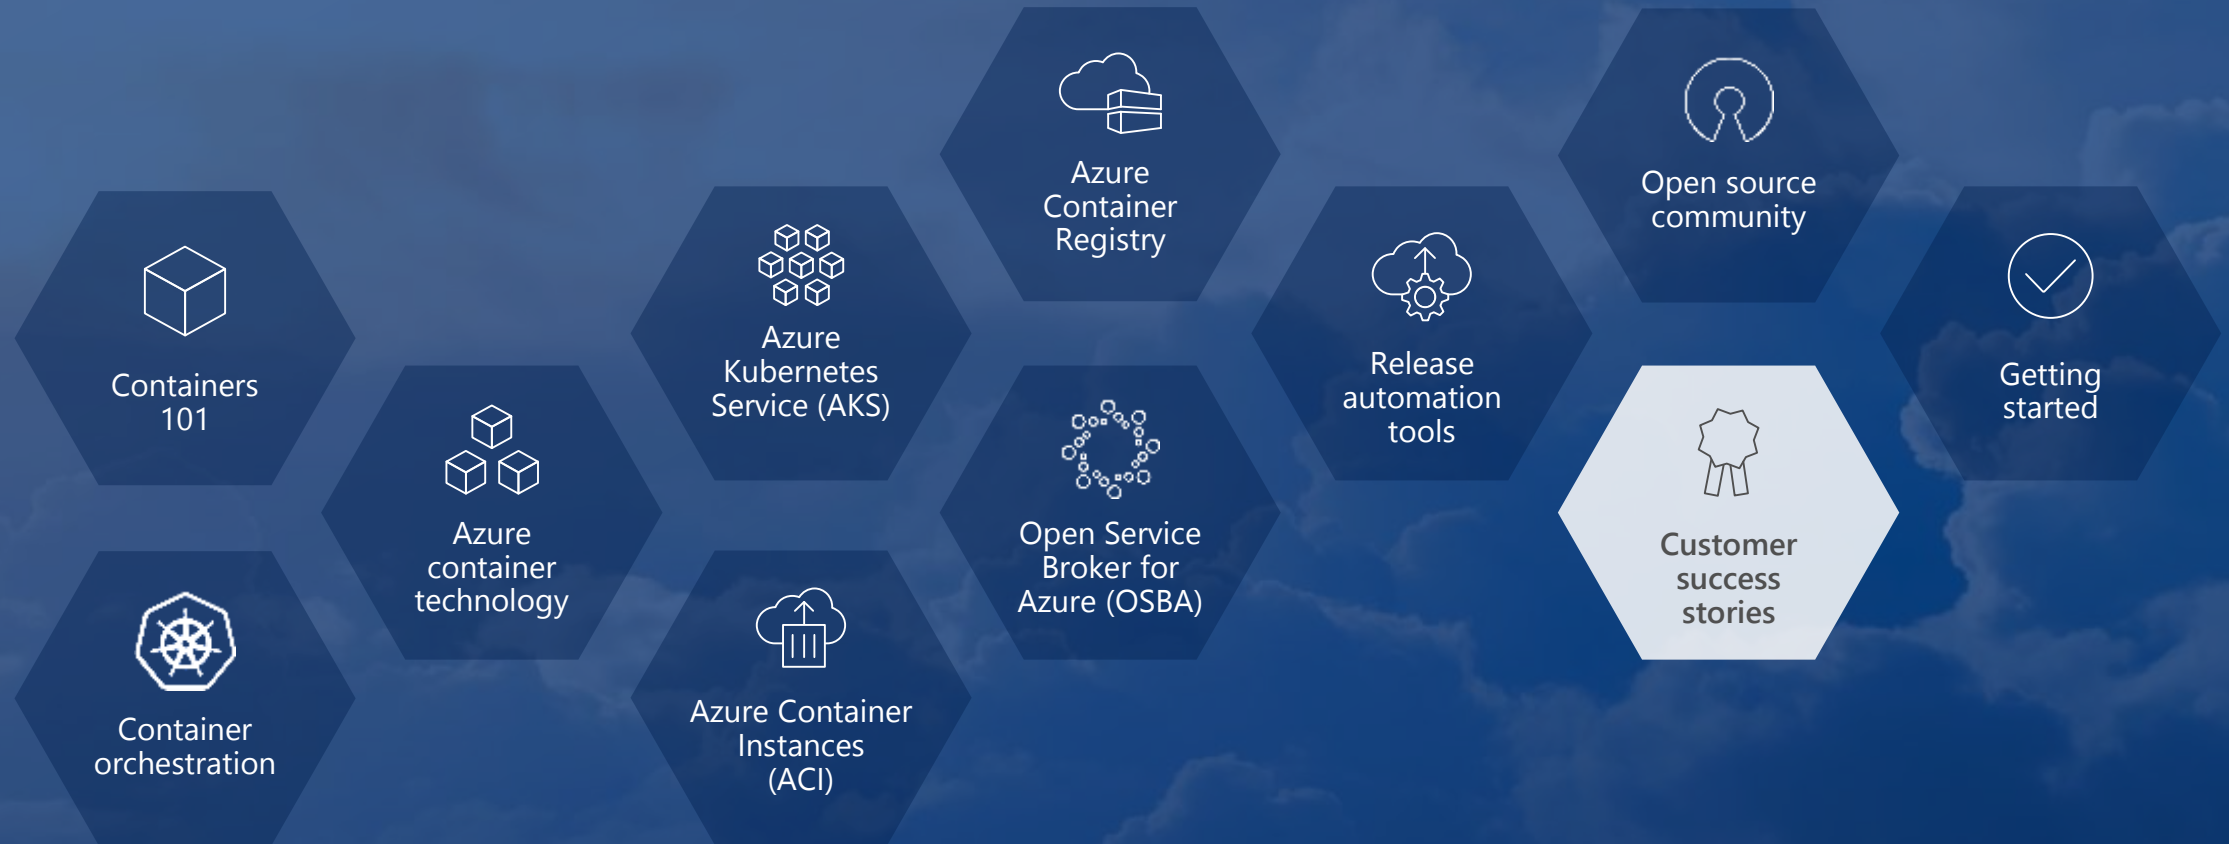 Containers
101
Container
orchestration
Azure
container
technology
Azure
Kubernetes
Service (AKS)
Azure Container
Instances
(ACI)
Azure
Container
Registry
Open Service
Broker for
Azure (OSBA)
Release
automation
tools
Open source
community
Customer
success
stories
Getting
started